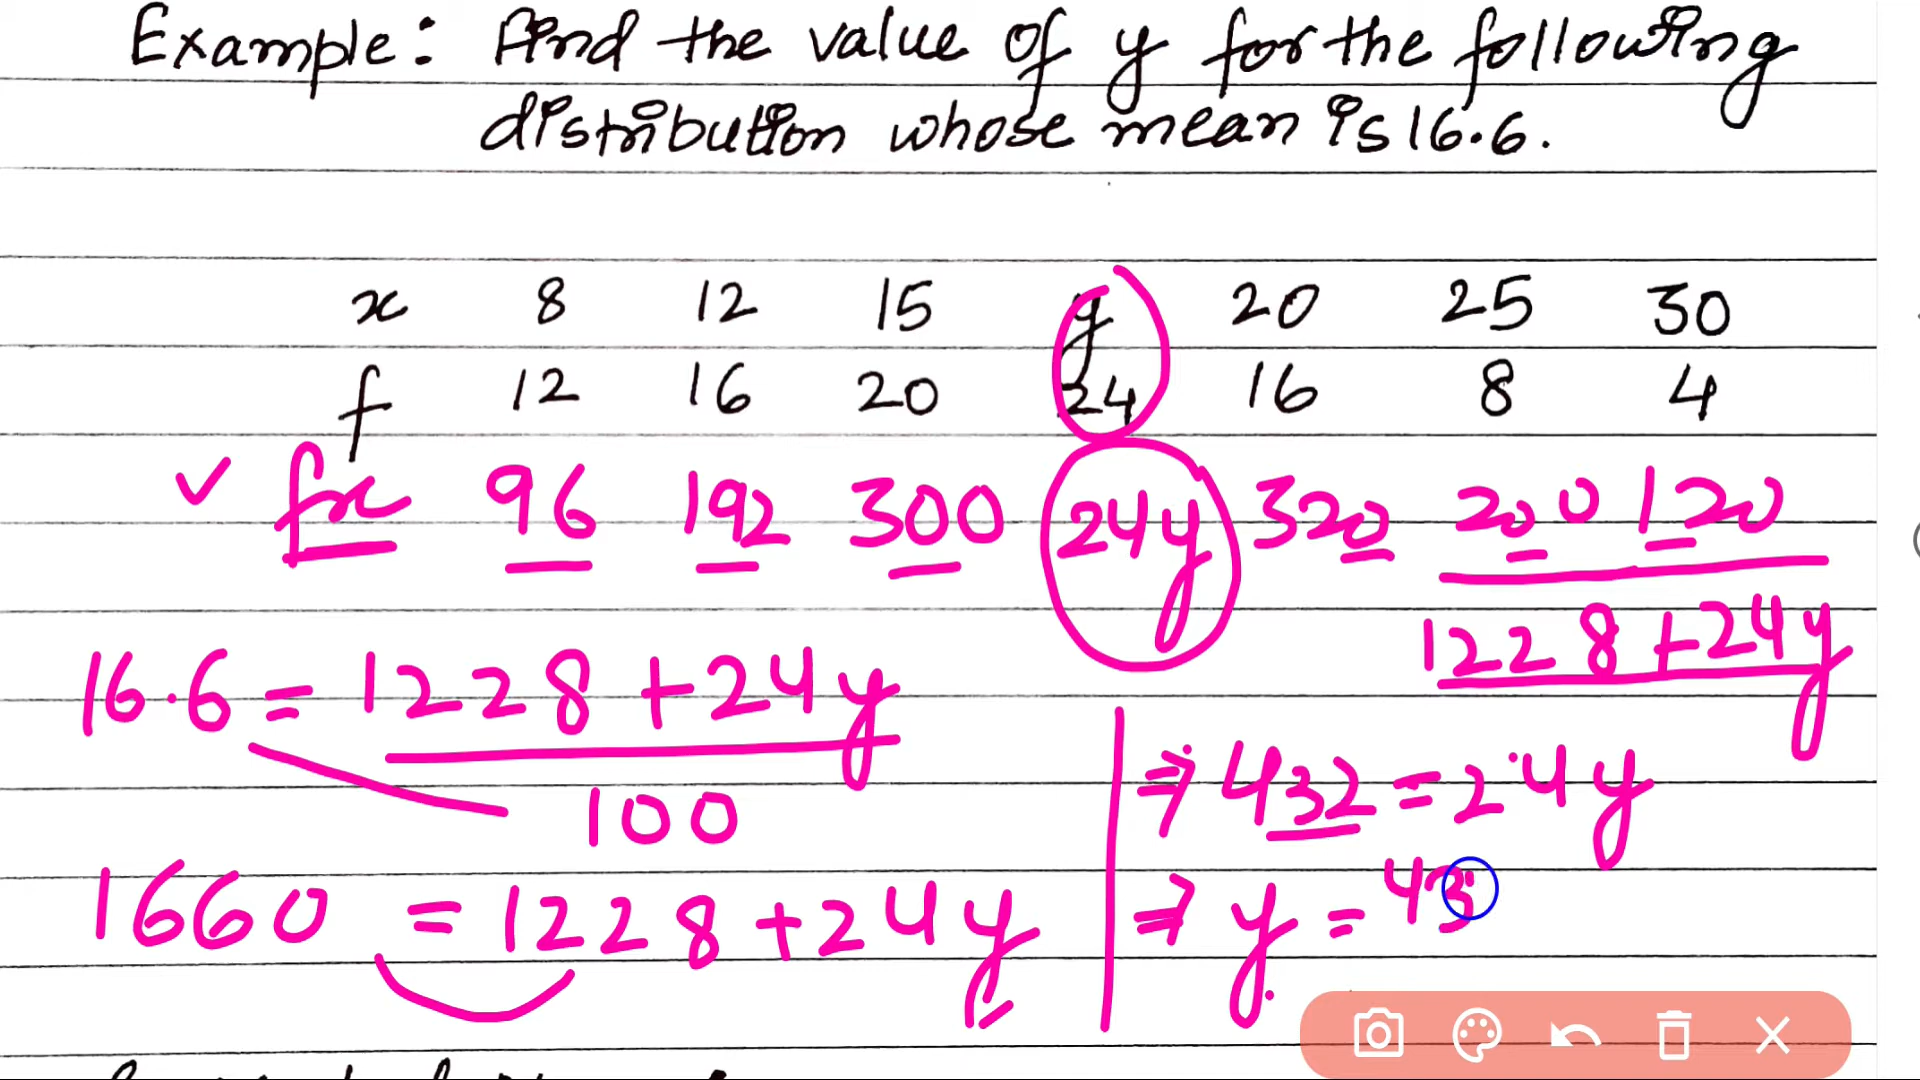 Example: Find the value of y for the following
distribution whose mean is 16.6.
x 8 12 15 y 20 25 30
f 12 16 20 24 16 8 4
✓ fx 96 192 300 24y 320 200 120
1228+24y
16.6 = 1228+24y
100
1660 = 1228+24y
⇒ 432 = 24y
⇒ y = 43